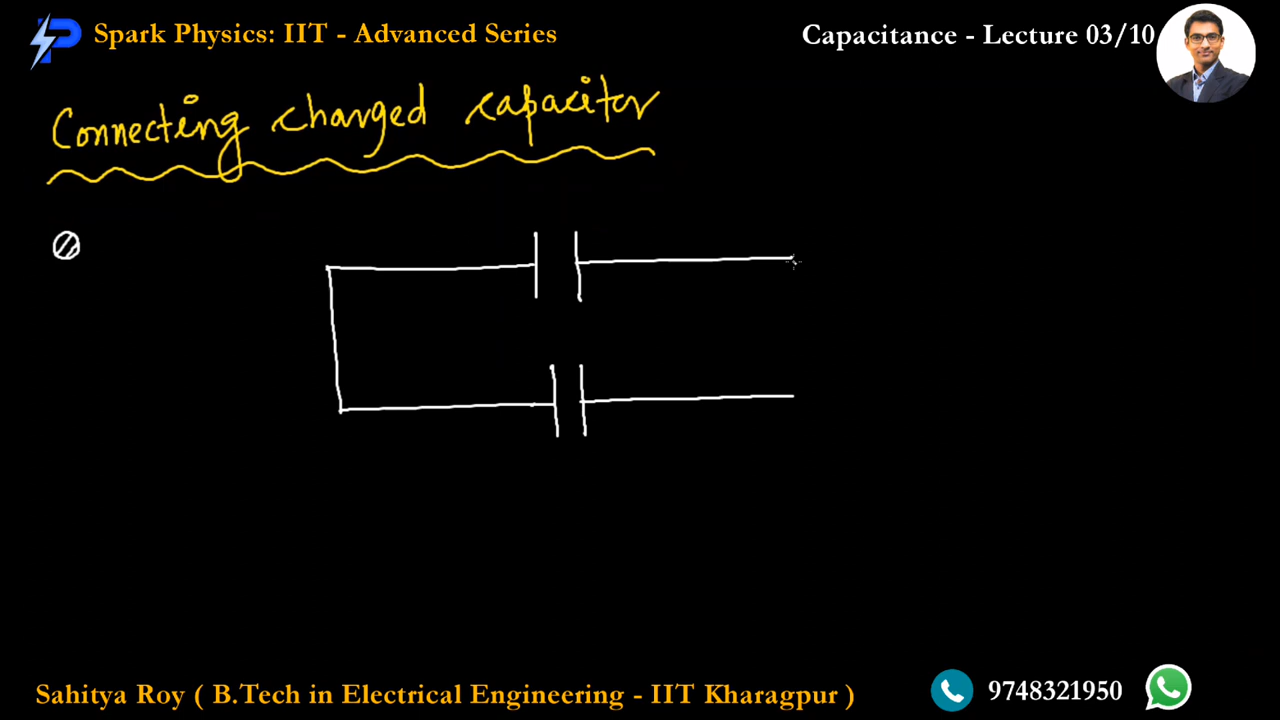 Spark Physics: IIT - Advanced Series
Capacitance - Lecture 03/10
Connecting charged capacitor
Sahitya Roy ( B.Tech in Electrical Engineering - IIT Kharagpur )
9748321950